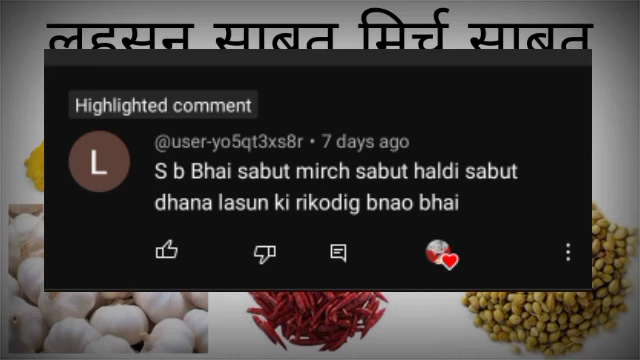 लहसुन साबुत मिर्च साबुत
Highlighted comment
L
@user-yo5qt3xs8r • 7 days ago
S b Bhai sabut mirch sabut haldi sabut
dhana lasun ki rikodig bnao bhai